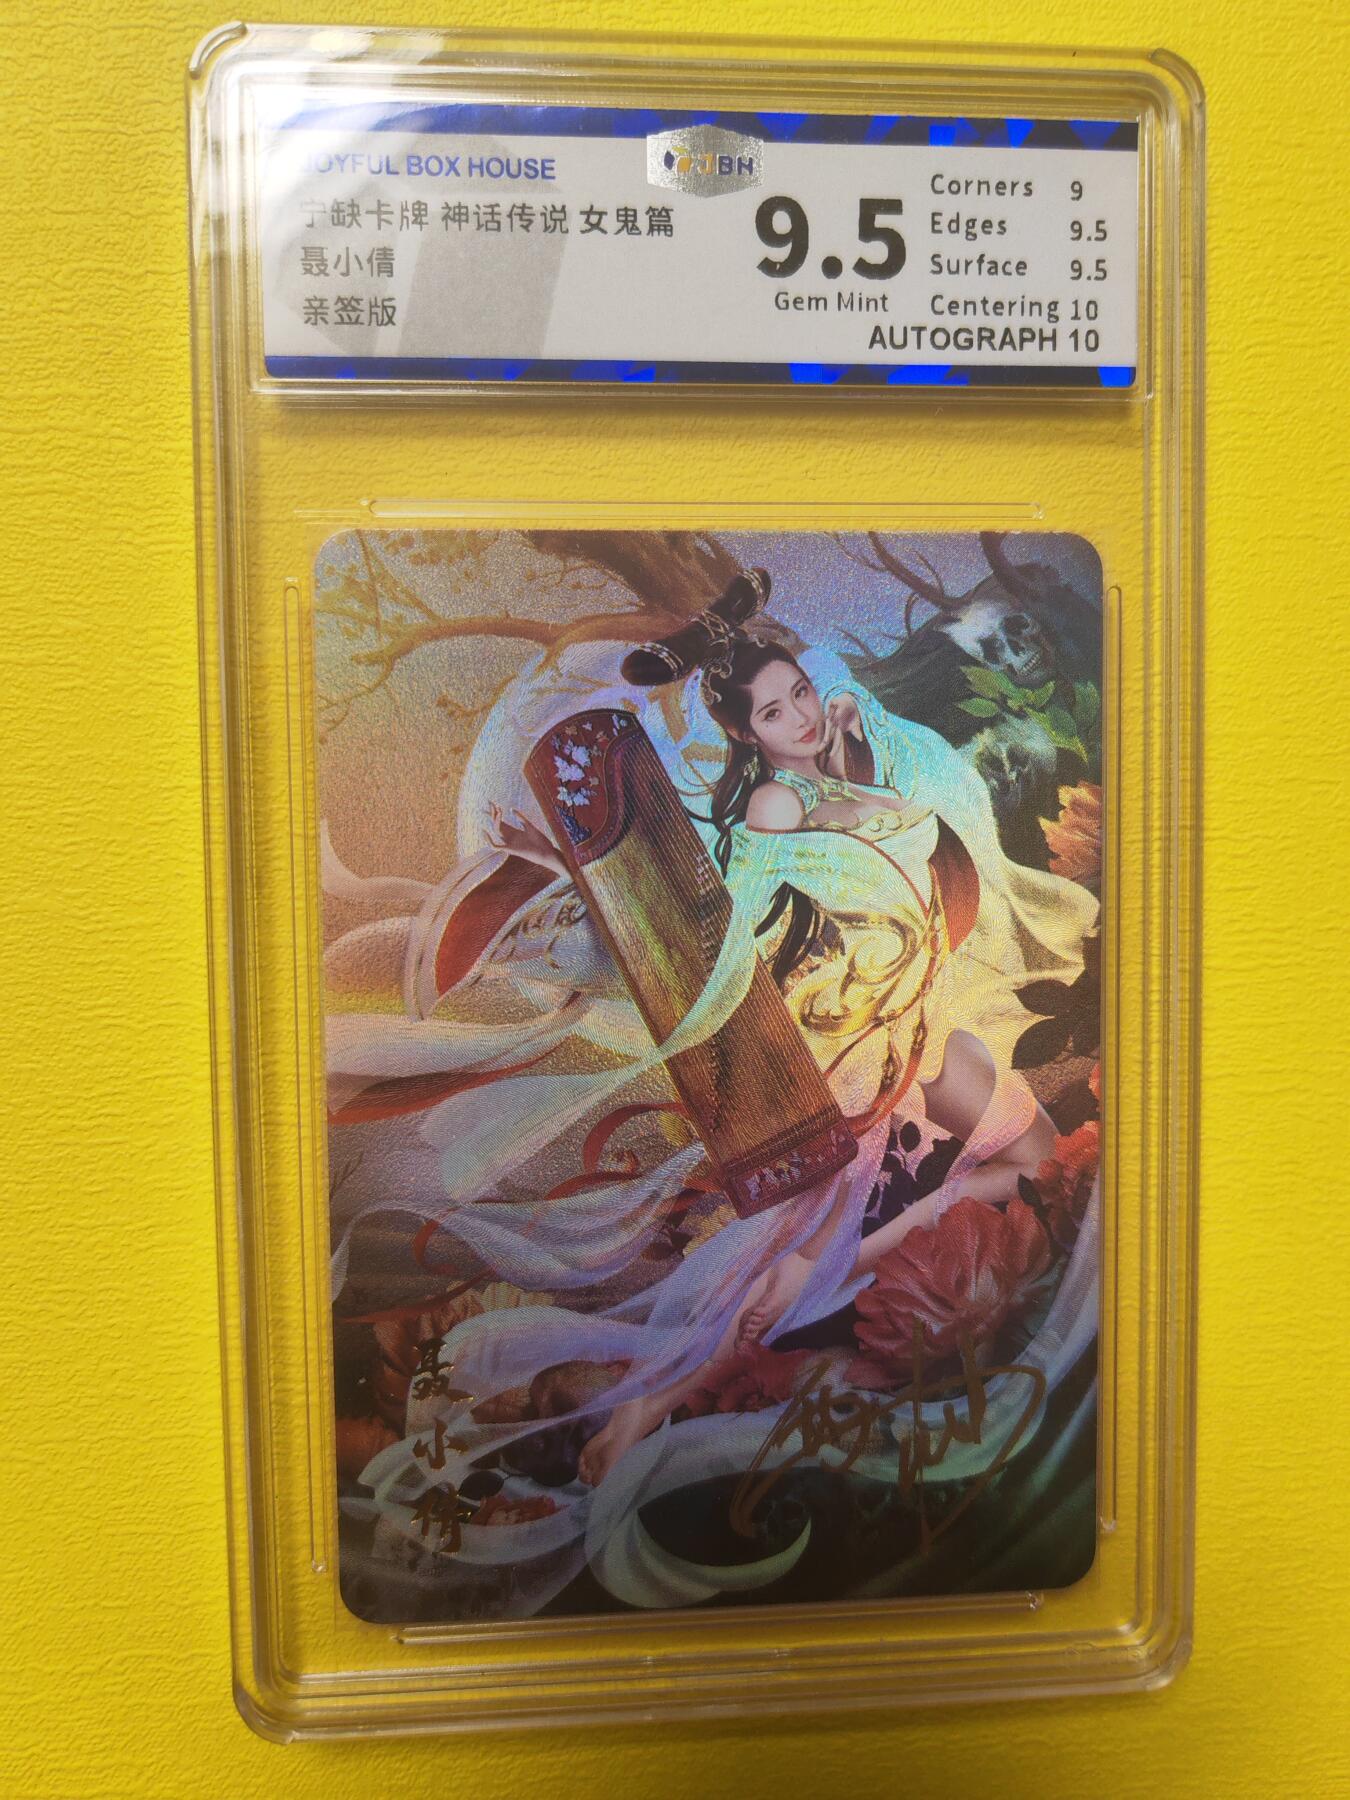 JOYFUL BOX HOUSE
JBH
宁缺卡牌 神话传说 女鬼篇
聂小倩
亲签版
9.5
Gem Mint
Corners 9
Edges 9.5
Surface 9.5
Centering 10
AUTOGRAPH 10
聂小倩